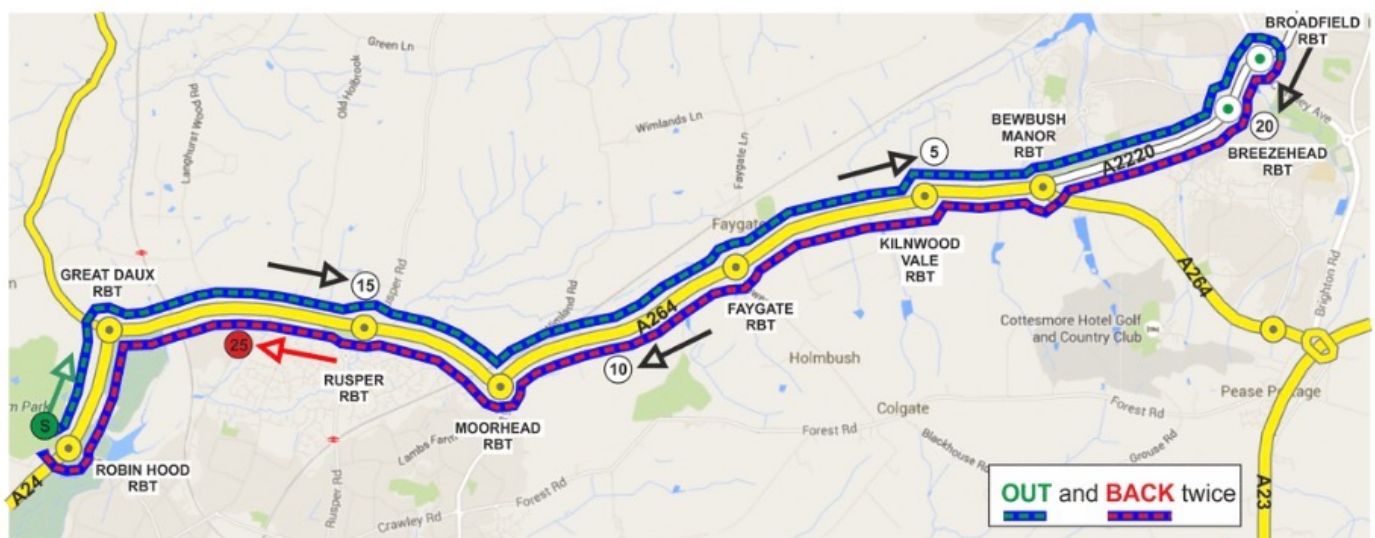 BROADFIELD
RBT
Green Ln
Old Holbrook
Langhurst Wood Rd
Wimlands Ln
Faygate Ln
BEWBUSH
MANOR
RBT
5
20
A2220
BREEZEHEAD
RBT
Faygate
KILNWOOD
VALE
RBT
GREAT DAUX
RBT
15
Rusper Rd
A264
FAYGATE
RBT
A264
Brighton Rd
Cottesmore Hotel Golf
and Country Club
25
RUSPER
RBT
10
Holmbush
Pease Pottage
Forest Rd
Colgate
S
MOORHEAD
RBT
Forest Rd
Blackhouse Rd
Grouse Rd
ROBIN HOOD
RBT
A24
Rusper Rd
Crawley Rd
Forest Rd
OUT and BACK twice
A23